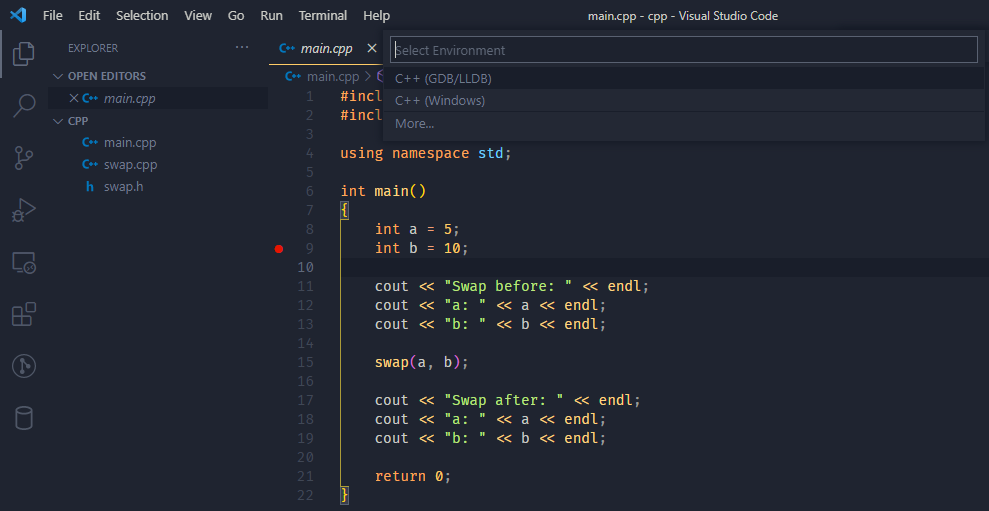 File Edit Selection View Go Run Terminal Help main.cpp - cpp - Visual Studio Code
EXPLORER ...
OPEN EDITORS
main.cpp
CPP
main.cpp
swap.cpp
swap.h
main.cpp
Select Environment
C++ (GDB/LLDB)
C++ (Windows)
More...
main.cpp >
1 #incl
2 #incl
3
4 using namespace std;
5
6 int main()
7 {
8 int a = 5;
9 int b = 10;
10
11 cout << "Swap before: " << endl;
12 cout << "a: " << a << endl;
13 cout << "b: " << b << endl;
14
15 swap(a, b);
16
17 cout << "Swap after: " << endl;
18 cout << "a: " << a << endl;
19 cout << "b: " << b << endl;
20
21 return 0;
22 }